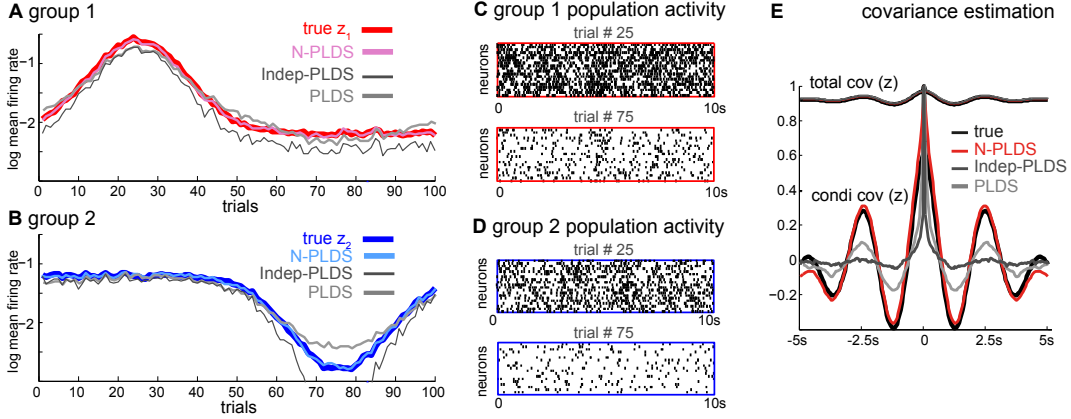 A group 1
true z1
N-PLDS
Indep-PLDS
PLDS
log mean firing rate
−1
−2
0 10 20 30 40 50 60 70 80 90 100
trials
B group 2
true z2
N-PLDS
Indep-PLDS
PLDS
log mean firing rate
−1
−2
0 10 20 30 40 50 60 70 80 90 100
trials
C group 1 population activity
trial # 25
neurons
0 10s
trial # 75
neurons
0 10s
D group 2 population activity
trial # 25
neurons
0 10s
trial # 75
neurons
0 10s
E covariance estimation
1
total cov (z)
0.8
true
N-PLDS
Indep-PLDS
PLDS
0.6
0.4
condi cov (z)
0.2
0
−0.2
-5s -2.5s 0 2.5s 5s